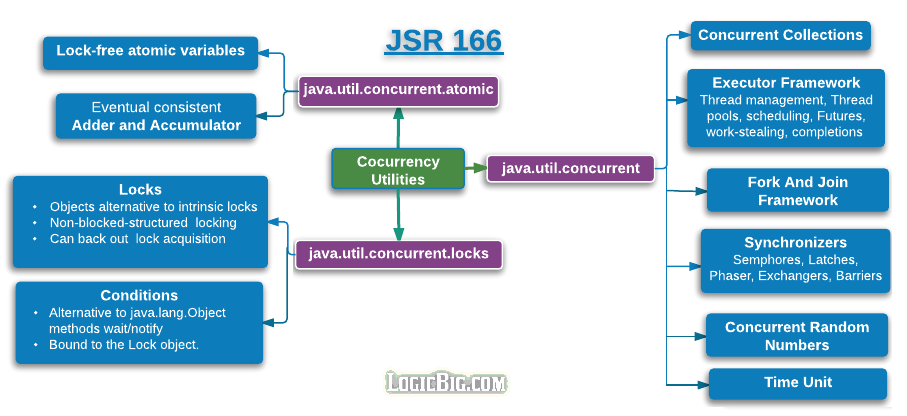 JSR 166
Lock-free atomic variables
Eventual consistent
Adder and Accumulator
java.util.concurrent.atomic
Cocurrency
Utilities
java.util.concurrent
java.util.concurrent.locks
Locks
• Objects alternative to intrinsic locks
• Non-blocked-structured locking
• Can back out lock acquisition
Conditions
• Alternative to java.lang.Object
methods wait/notify
• Bound to the Lock object.
Concurrent Collections
Executor Framework
Thread management, Thread
pools, scheduling, Futures,
work-stealing, completions
Fork And Join
Framework
Synchronizers
Semphores, Latches,
Phaser, Exchangers, Barriers
Concurrent Random
Numbers
Time Unit
LogicBig.com